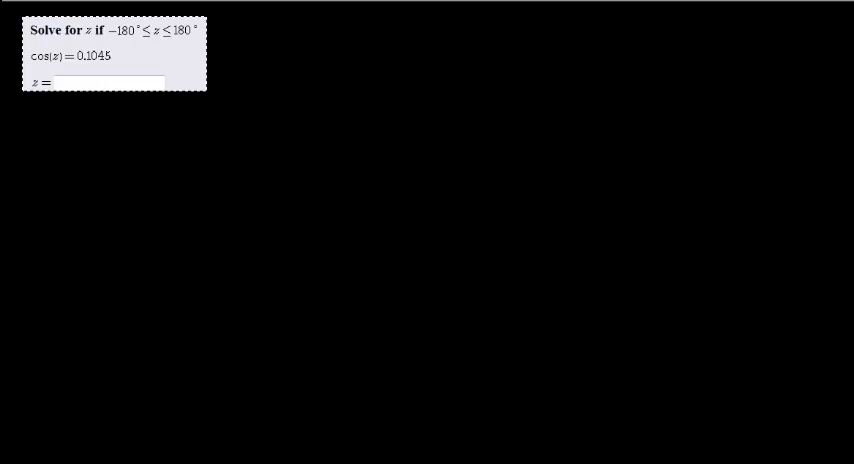 Solve for z if −180°≤ z ≤180°
cos(z) = 0.1045
z =